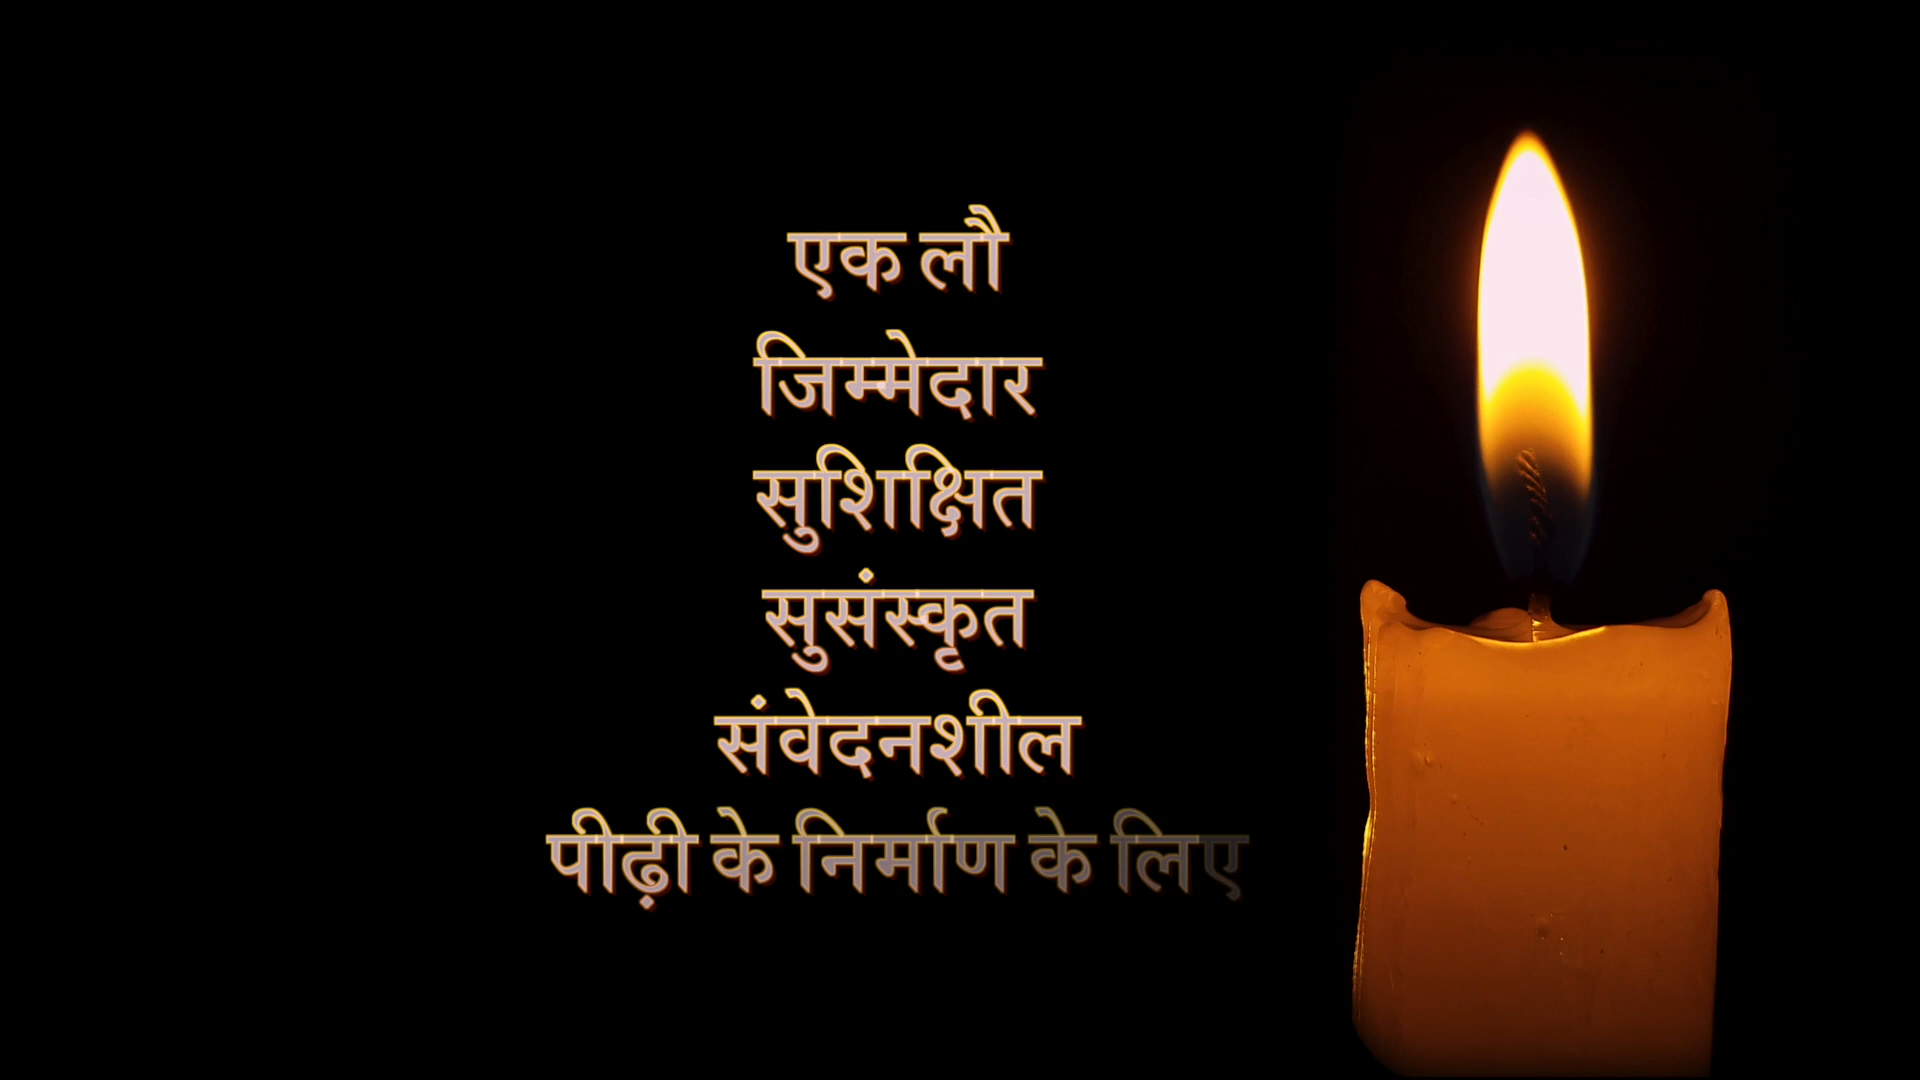 एक लौ
जिम्मेदार
सुशिक्षित
सुसंस्कृत
संवेदनशील
पीढ़ी के निर्माण के लिए